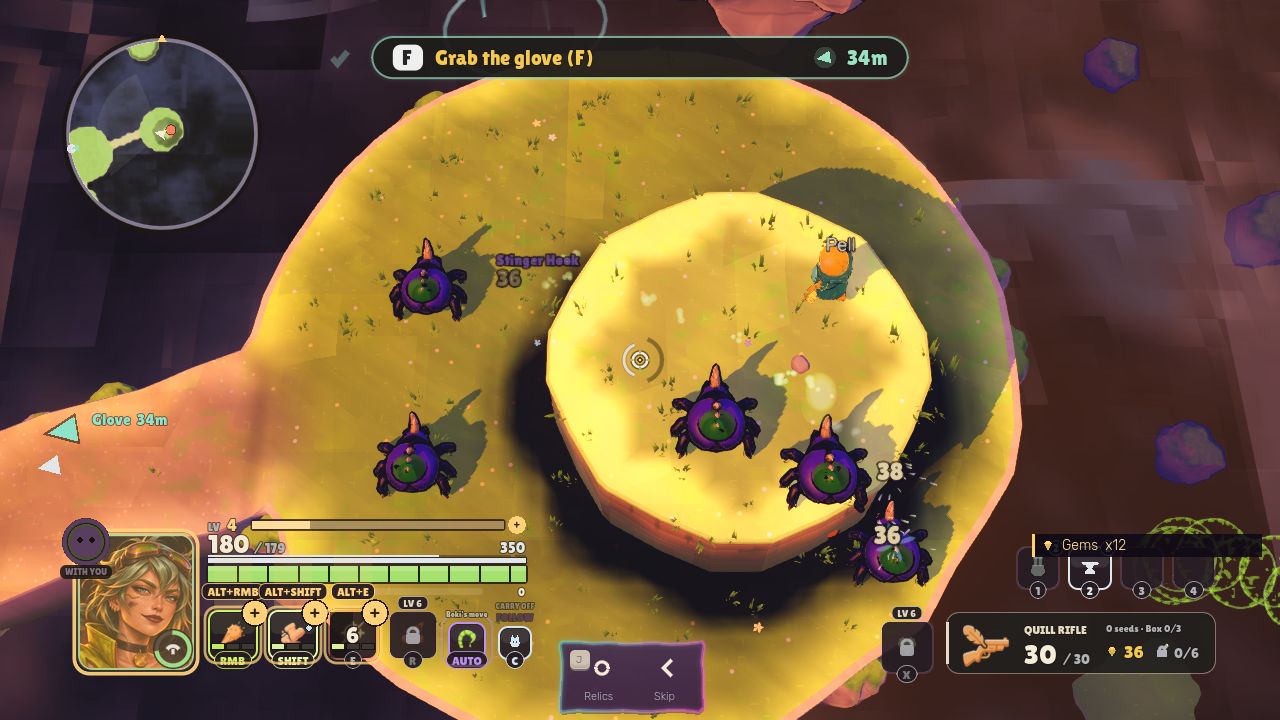 F Grab the glove (F) 34m
Pell
Stinger Hook
36
Glove 34m
38
36
LV 4
180 / 179 350
WITH YOU
ALT+RMB ALT+SHIFT ALT+E 0
LV 6
Boki's move
CARRY OFF
FOLLOW
6
RMB SHIFT E R AUTO C
J
Relics Skip
LV 6
X
Gems x12
1 2 3 4
QUILL RIFLE 0 seeds · Box 0/3
30 / 30 36 0/6